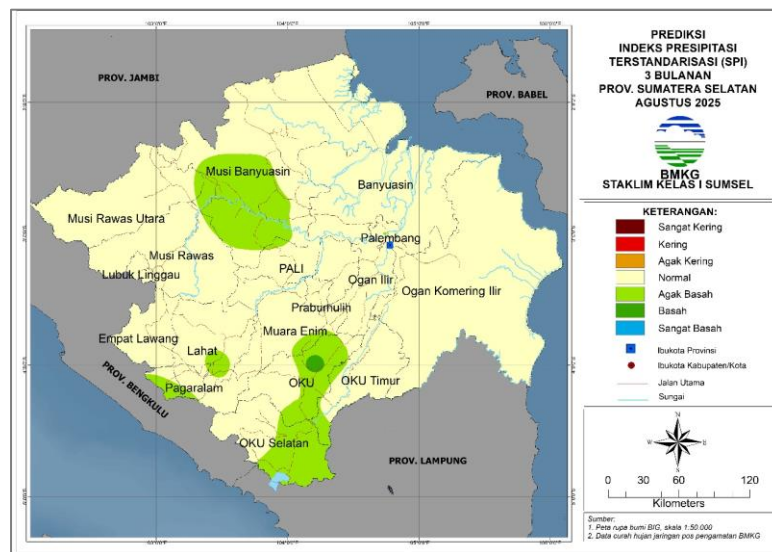 PREDIKSI
INDEKS PRESIPITASI
TERSTANDARISASI (SPI)
3 BULANAN
PROV. SUMATERA SELATAN
AGUSTUS 2025
BMKG
STAKLIM KELAS I SUMSEL
KETERANGAN:
Sangat Kering
Kering
Agak Kering
Normal
Agak Basah
Basah
Sangat Basah
Ibukota Provinsi
Ibukota Kabupaten/Kota
Jalan Utama
Sungai
0 30 60 90 120
Kilometers
Sumber:
1. Peta rupa bumi BIG, skala 1:50.000
2. Data curah hujan jaringan pos pengamatan BMKG
PROV. JAMBI
PROV. BABEL
Musi Banyuasin
Banyuasin
Musi Rawas Utara
Palembang
Musi Rawas
Lubuk Linggau
PALI
Ogan Ilir
Ogan Komering Ilir
Prabumulih
Muara Enim
Empat Lawang
Lahat
Pagaralam
OKU
OKU Timur
PROV. BENGKULU
OKU Selatan
PROV. LAMPUNG